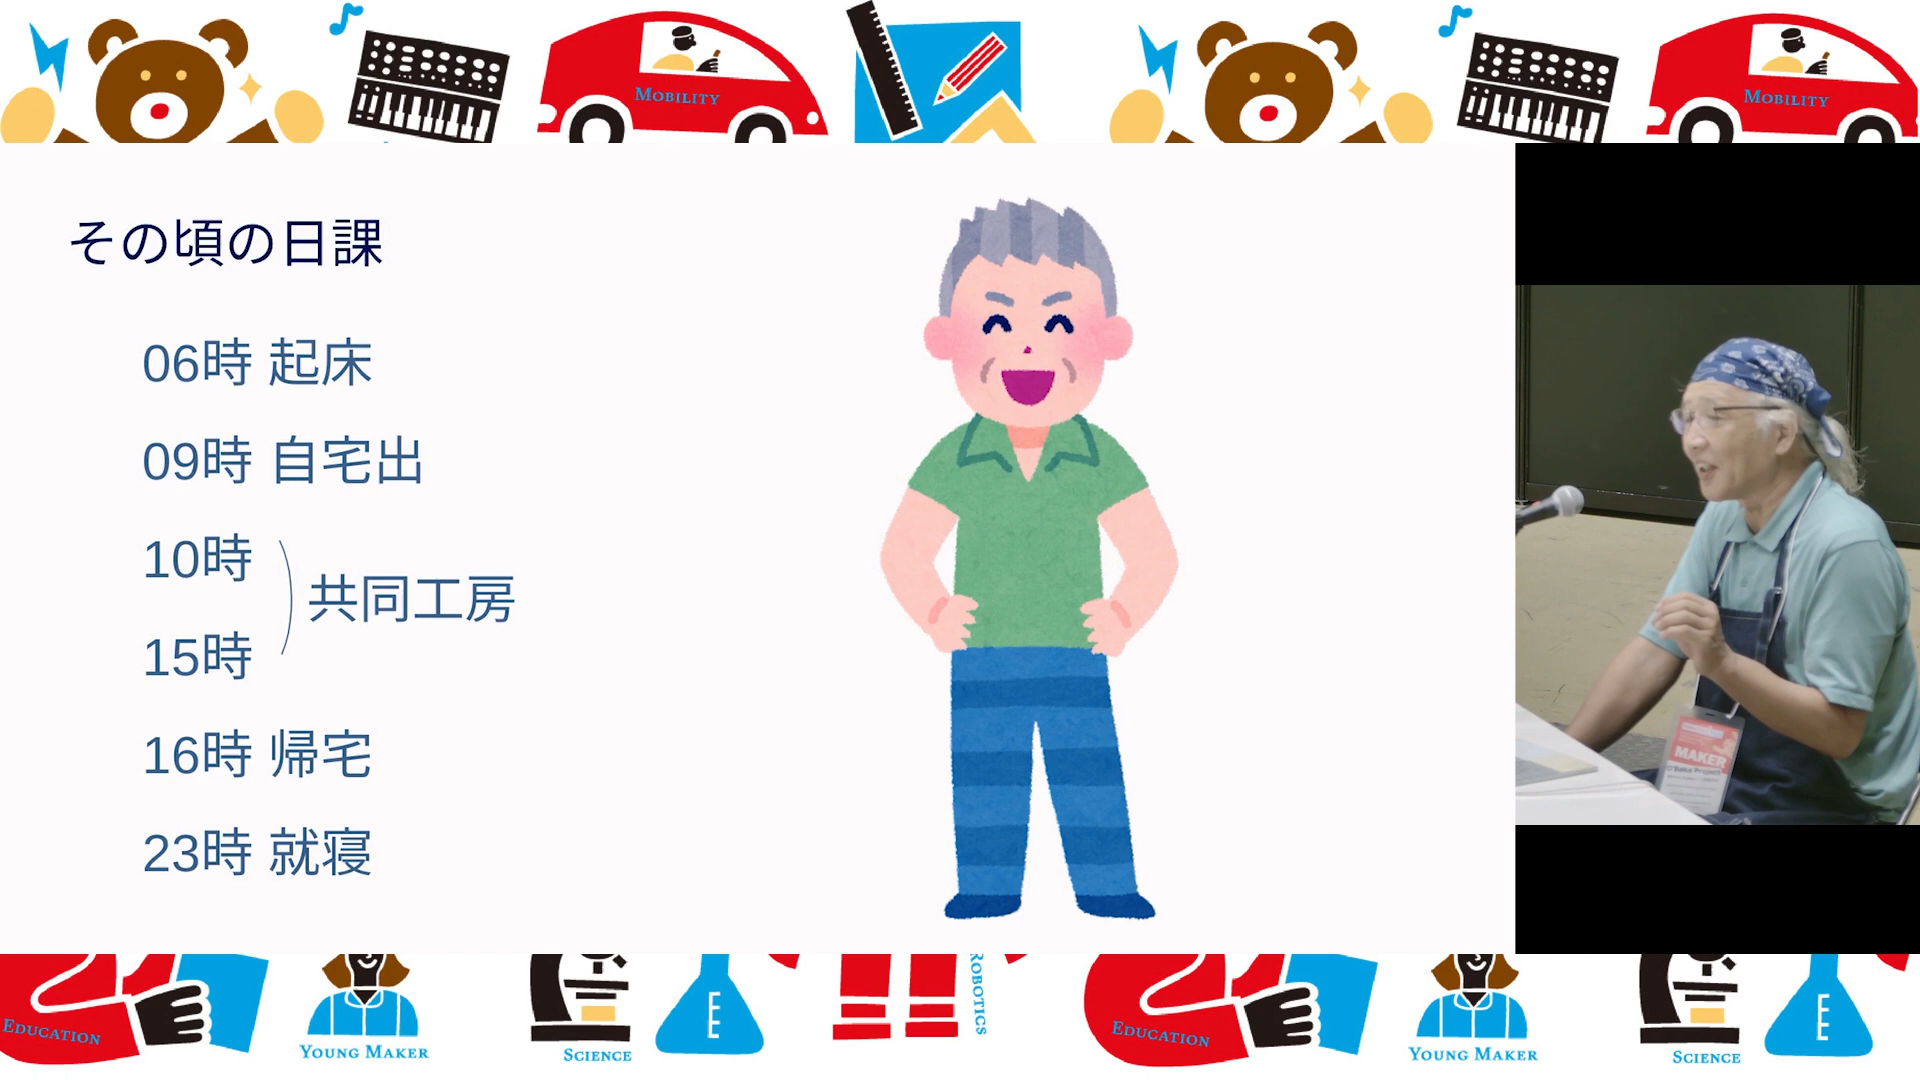 MOBILITY
MOBILITY
その頃の日課
06時 起床
09時 自宅出
10時
共同工房
15時
16時 帰宅
23時 就寝
MAKER
O'Baka Project
EDUCATION
YOUNG MAKER
SCIENCE
E
ROBOTICS
EDUCATION
YOUNG MAKER
SCIENCE
E